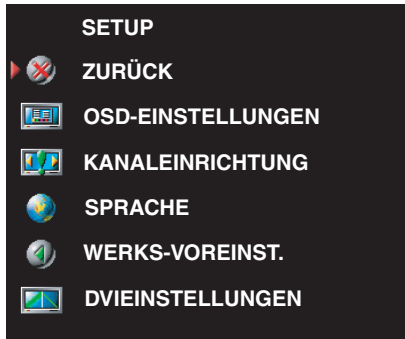 SETUP
ZURÜCK
OSD-EINSTELLUNGEN
KANALEINRICHTUNG
SPRACHE
WERKS-VOREINST.
DVIEINSTELLUNGEN